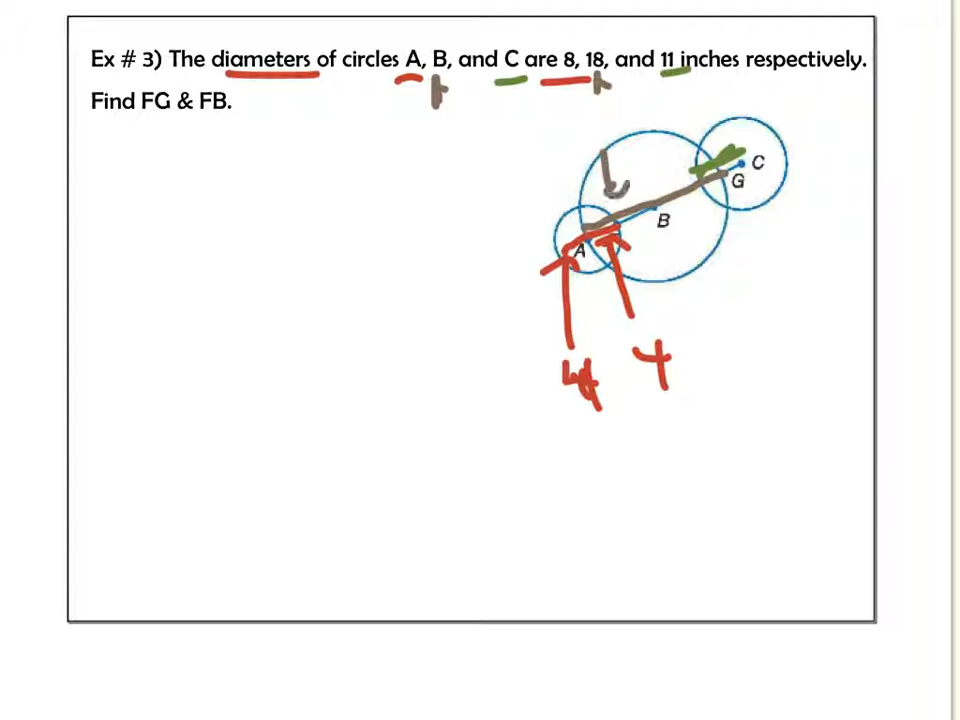 Ex # 3) The diameters of circles A, B, and C are 8, 18, and 11 inches respectively.
Find FG & FB.
C
G
B
A
4
4